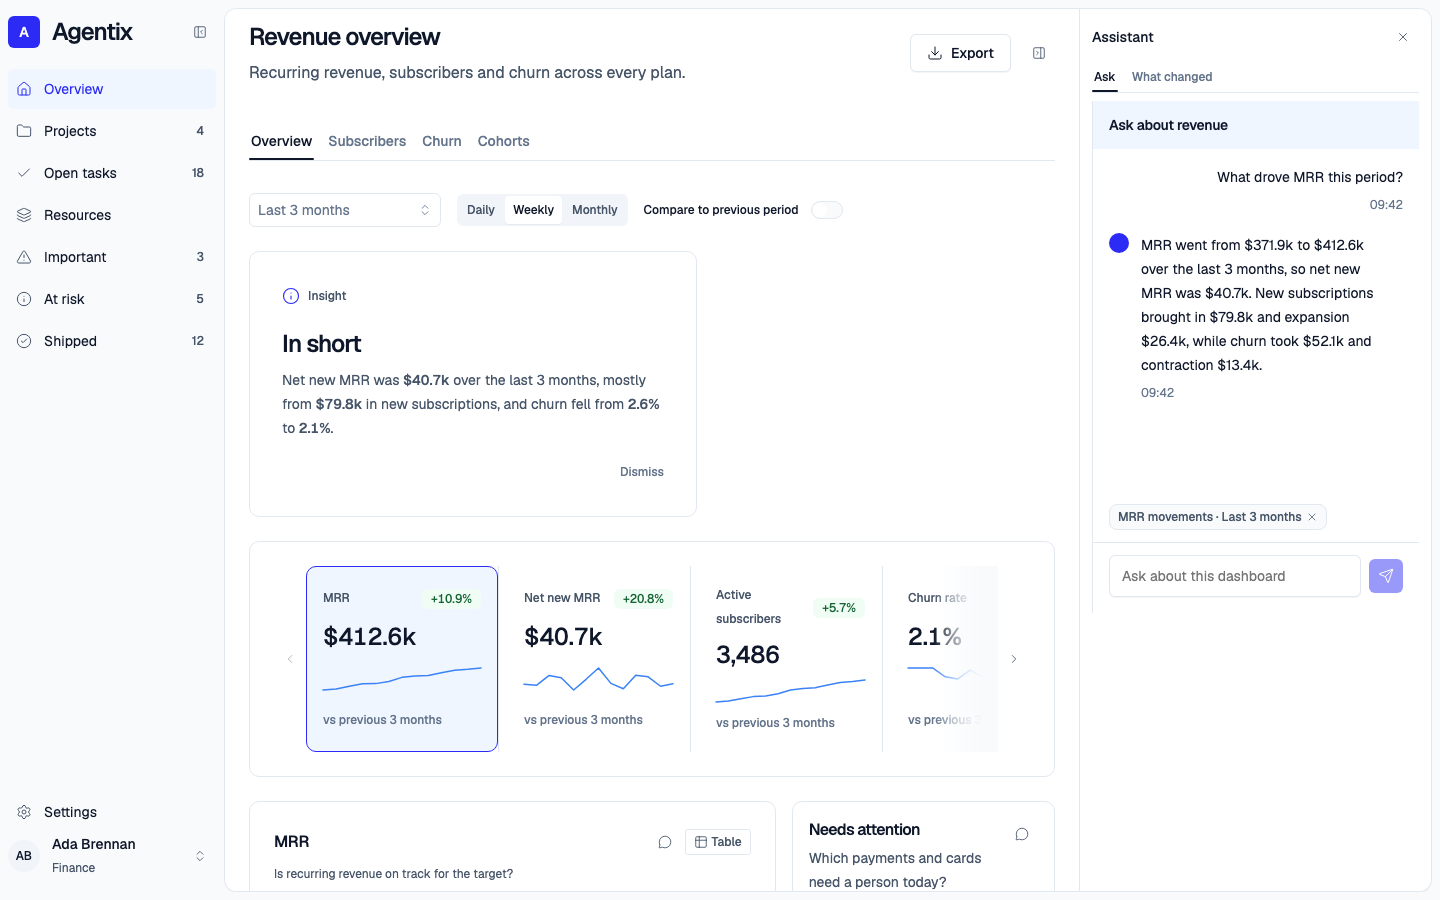 A
Agentix
Overview
Projects
4
Open tasks
18
Resources
Important
3
At risk
5
Shipped
12
Settings
AB
Ada Brennan
Finance
Revenue overview
Recurring revenue, subscribers and churn across every plan.
Export
Overview
Subscribers
Churn
Cohorts
Last 3 months
Daily
Weekly
Monthly
Compare to previous period
Insight
In short
Net new MRR was $40.7k over the last 3 months, mostly
from $79.8k in new subscriptions, and churn fell from 2.6%
to 2.1%.
Dismiss
MRR
+10.9%
$412.6k
vs previous 3 months
Net new MRR
+20.8%
$40.7k
vs previous 3 months
Active
subscribers
+5.7%
3,486
vs previous 3 months
Churn rate
2.1%
vs previous 3
MRR
Table
Is recurring revenue on track for the target?
Needs attention
Which payments and cards
need a person today?
Assistant
Ask
What changed
Ask about revenue
What drove MRR this period?
09:42
MRR went from $371.9k to $412.6k
over the last 3 months, so net new
MRR was $40.7k. New subscriptions
brought in $79.8k and expansion
$26.4k, while churn took $52.1k and
contraction $13.4k.
09:42
MRR movements · Last 3 months
Ask about this dashboard